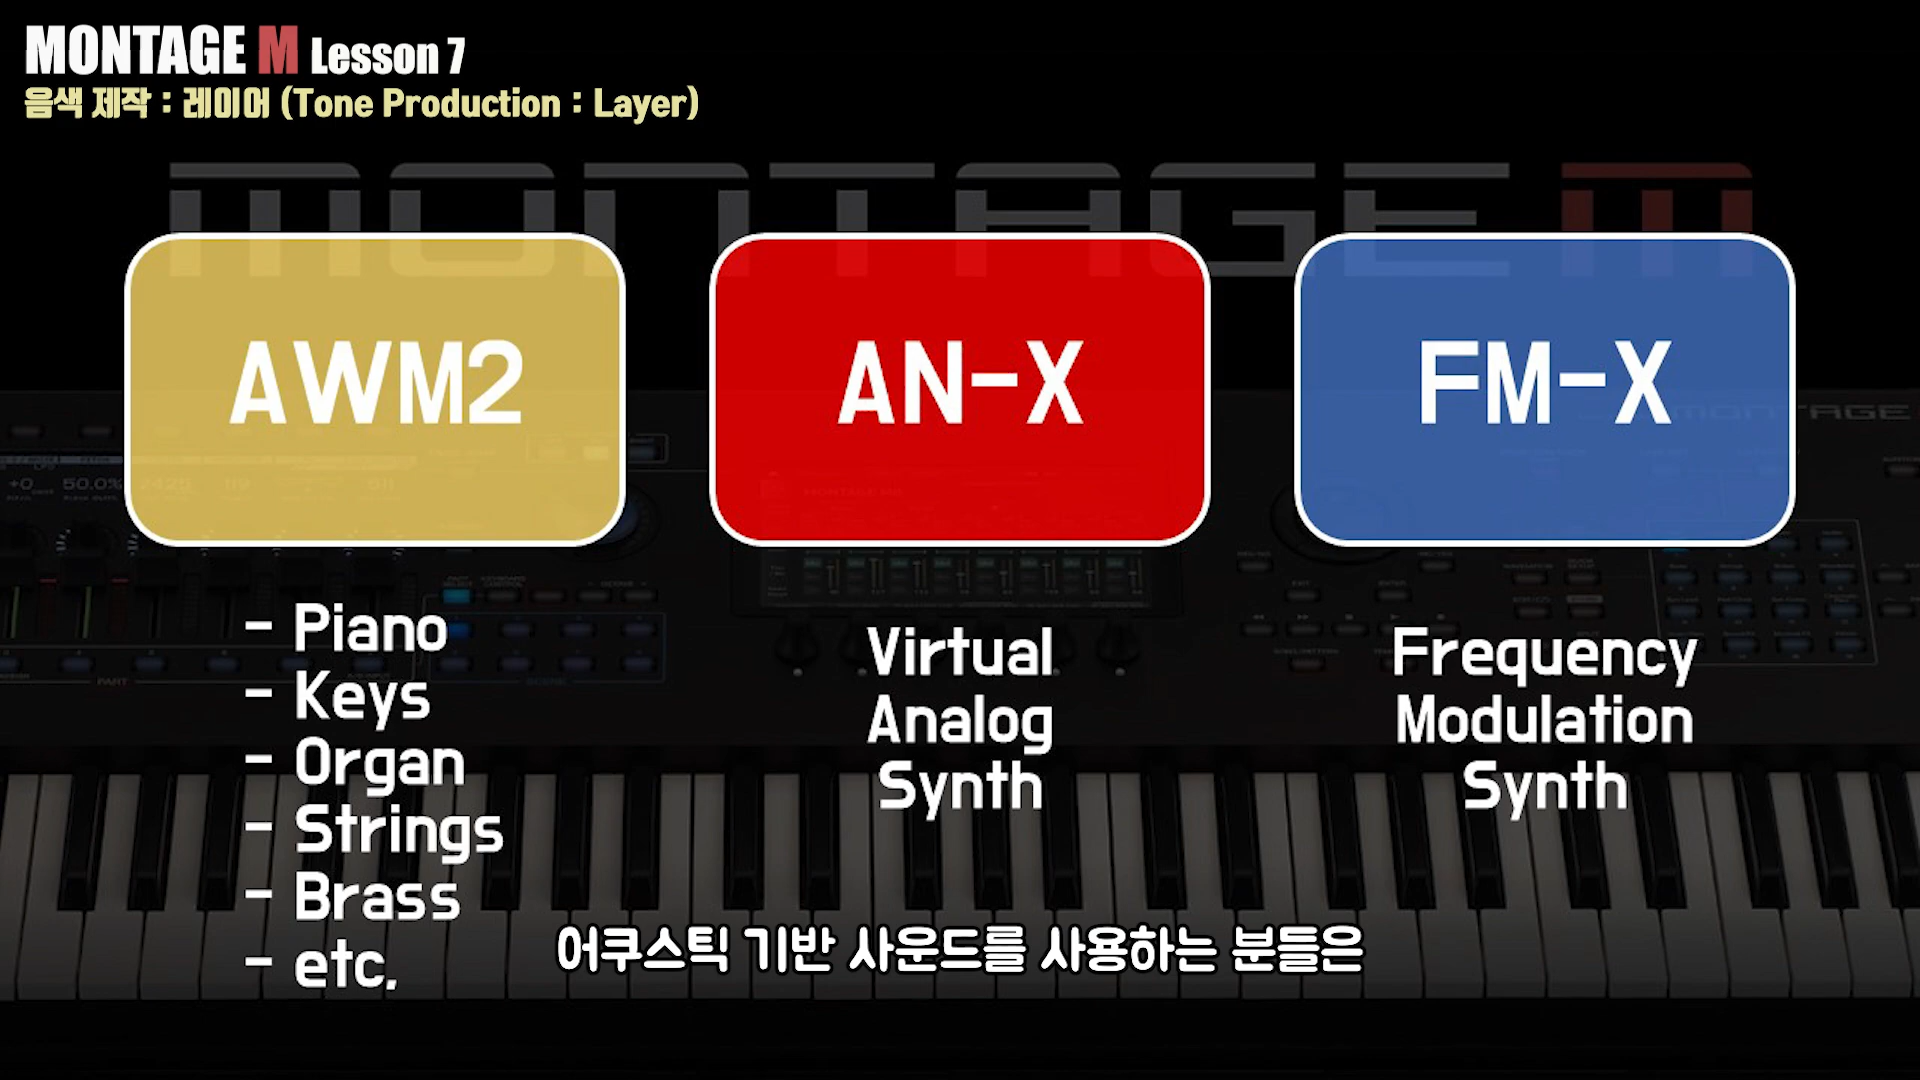 MONTAGE M Lesson 7
음색 제작 : 레이어 (Tone Production : Layer)
MONTAGE M
AWM2
AN-X
FM-X
- Piano
- Keys
- Organ
- Strings
- Brass
- etc.
Virtual
Analog
Synth
Frequency
Modulation
Synth
어쿠스틱 기반 사운드를 사용하는 분들은